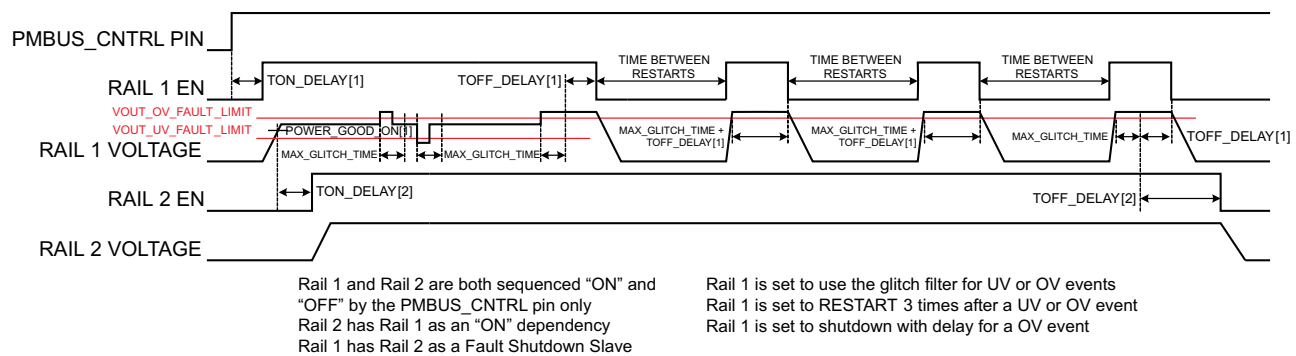 PMBUS_CNTRL PIN
TON_DELAY[1]
TOFF_DELAY[1]
TIME BETWEEN
RESTARTS
TIME BETWEEN
RESTARTS
TIME BETWEEN
RESTARTS
RAIL 1 EN
VOUT_OV_FAULT_LIMIT
VOUT_UV_FAULT_LIMIT
POWER_GOOD_ON[1]
RAIL 1 VOLTAGE
MAX_GLITCH_TIME
MAX_GLITCH_TIME
MAX_GLITCH_TIME +
TOFF_DELAY[1]
MAX_GLITCH_TIME +
TOFF_DELAY[1]
MAX_GLITCH_TIME
TOFF_DELAY[1]
RAIL 2 EN
TON_DELAY[2]
TOFF_DELAY[2]
RAIL 2 VOLTAGE
Rail 1 and Rail 2 are both sequenced “ON” and
“OFF” by the PMBUS_CNTRL pin only
Rail 2 has Rail 1 as an “ON” dependency
Rail 1 has Rail 2 as a Fault Shutdown Slave
Rail 1 is set to use the glitch filter for UV or OV events
Rail 1 is set to RESTART 3 times after a UV or OV event
Rail 1 is set to shutdown with delay for a OV event